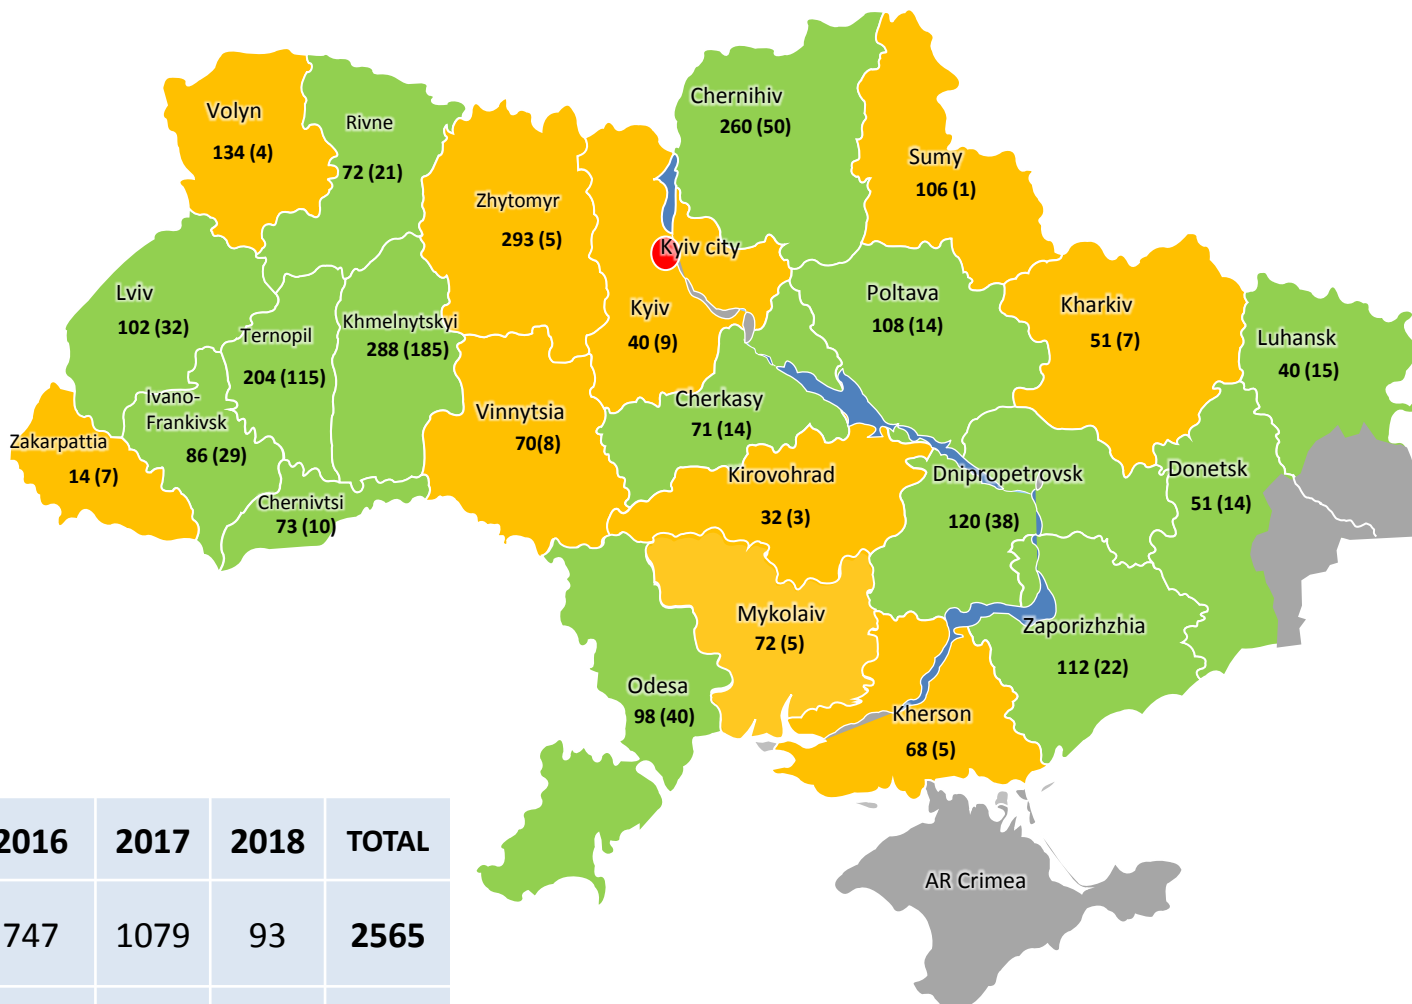 Chernihiv
260 (50)
Volyn
134 (4)
Rivne
72 (21)
Sumy
106 (1)
Zhytomyr
293 (5)
Kyiv city
Lviv
102 (32)
Ternopil
204 (115)
Khmelnytskyi
288 (185)
Kyiv
40 (9)
Poltava
108 (14)
Kharkiv
51 (7)
Luhansk
40 (15)
Ivano-
Frankivsk
86 (29)
Zakarpattia
14 (7)
Chernivtsi
73 (10)
Vinnytsia
70(8)
Cherkasy
71 (14)
Kirovohrad
32 (3)
Dnipropetrovsk
120 (38)
Donetsk
51 (14)
Mykolaiv
72 (5)
Zaporizhzhia
112 (22)
Odesa
98 (40)
Kherson
68 (5)
AR Crimea
2016 2017 2018 TOTAL
747 1079 93 2565